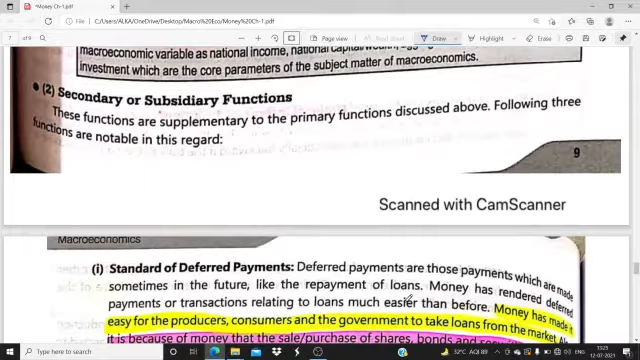 *Money Ch-1.pdf
File | C:/Users/ALKA/OneDrive/Desktop/Macro%20Eco/Money%20Ch-1.pdf
7 of 9
Page view
Read aloud
Draw
Highlight
Erase
macroeconomic variable as national income, national capital/wealth,
investment which are the core parameters of the subject matter of macroeconomics.
• (2) Secondary or Subsidiary Functions
These functions are supplementary to the primary functions discussed above. Following three
functions are notable in this regard:
9
Scanned with CamScanner
Macroeconomics
(i) Standard of Deferred Payments: Deferred payments are those payments which are made
sometimes in the future, like the repayment of loans. Money has rendered deferred
payments or transactions relating to loans much easier than before. Money has made it
easy for the producers, consumers and the government to take loans from the market.
it is because of money that the sale/purchase of shares, bonds and
Type here to search
32°C AQI 89
ENG
13:25
12-07-2021